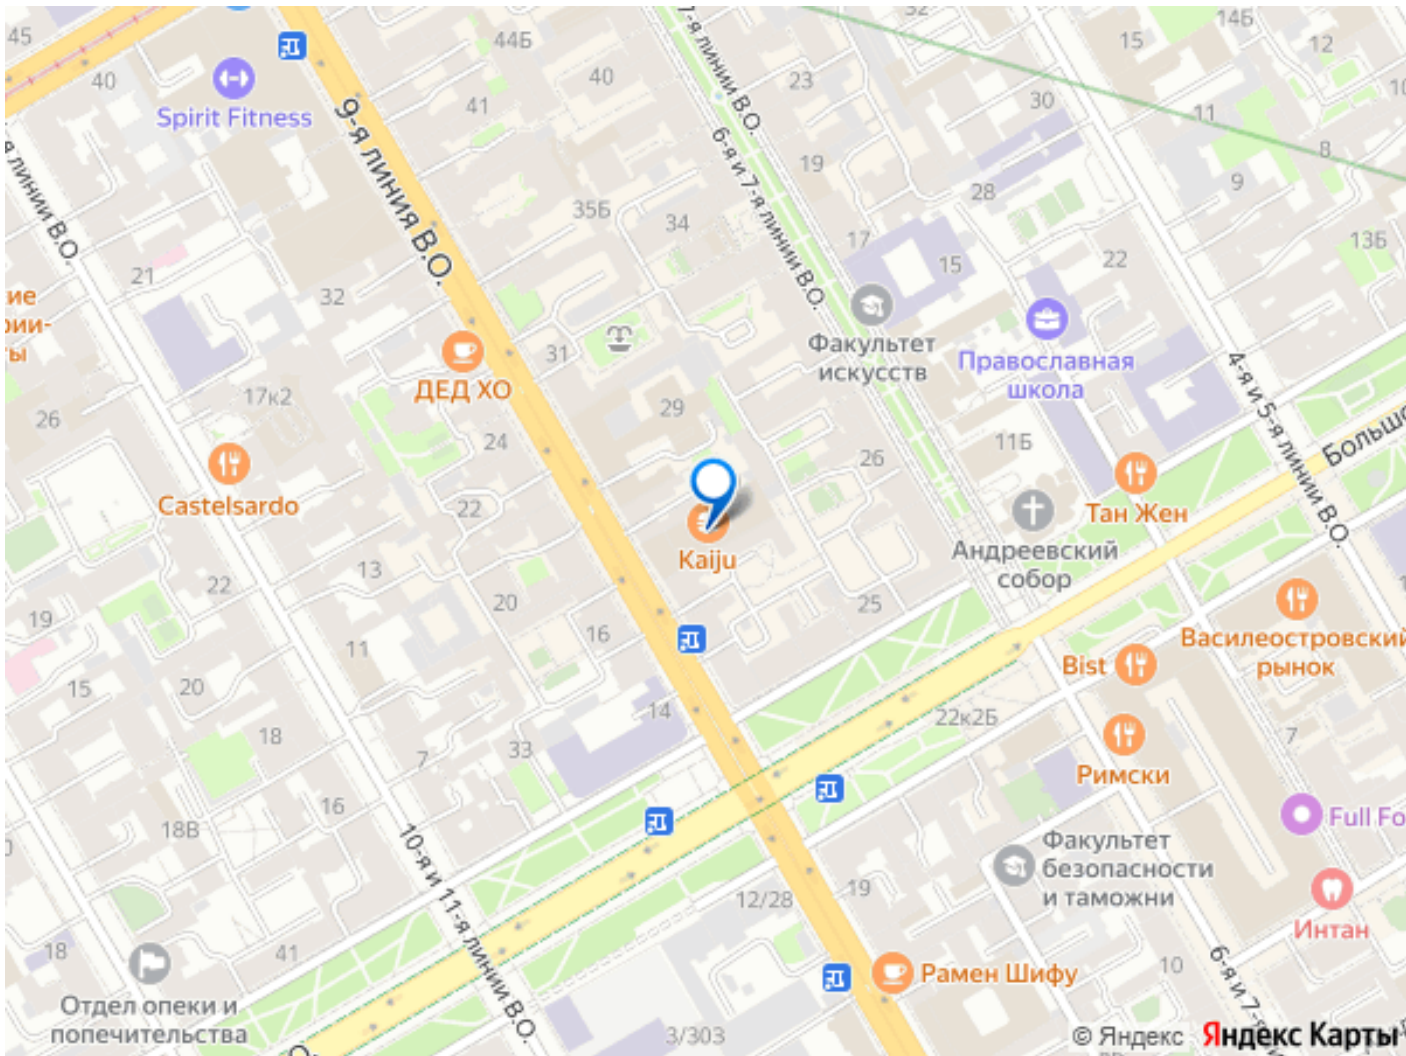 45
40
Spirit Fitness
44Б
41
40
23
32
14Б
15
12
11
10
30
8
9
9-я линия В.О.
6-я и 7-я линии В.О.
19
28
17
15
22
13Б
35Б
34
21
32
31
ДЕД ХО
Факультет
искусств
Православная
школа
4-я и 5-я линии В.О.
17к2
26
24
29
26
11Б
Castelsardo
22
Kaiju
Тан Жен
Андреевский
собор
13
22
20
16
19
11
25
Василеостровский
рынок
Bist
15
20
14
22к2Б
18
7
33
7
Римски
16
18В
Full Fo
10-я и 11-я линии В.О.
Факультет
безопасности
и таможни
12/28
19
Интан
18
41
Отдел опеки и
попечительства
Рамен Шифу
10
6-я и 7-я
3/303
© Яндекс Яндекс Карты